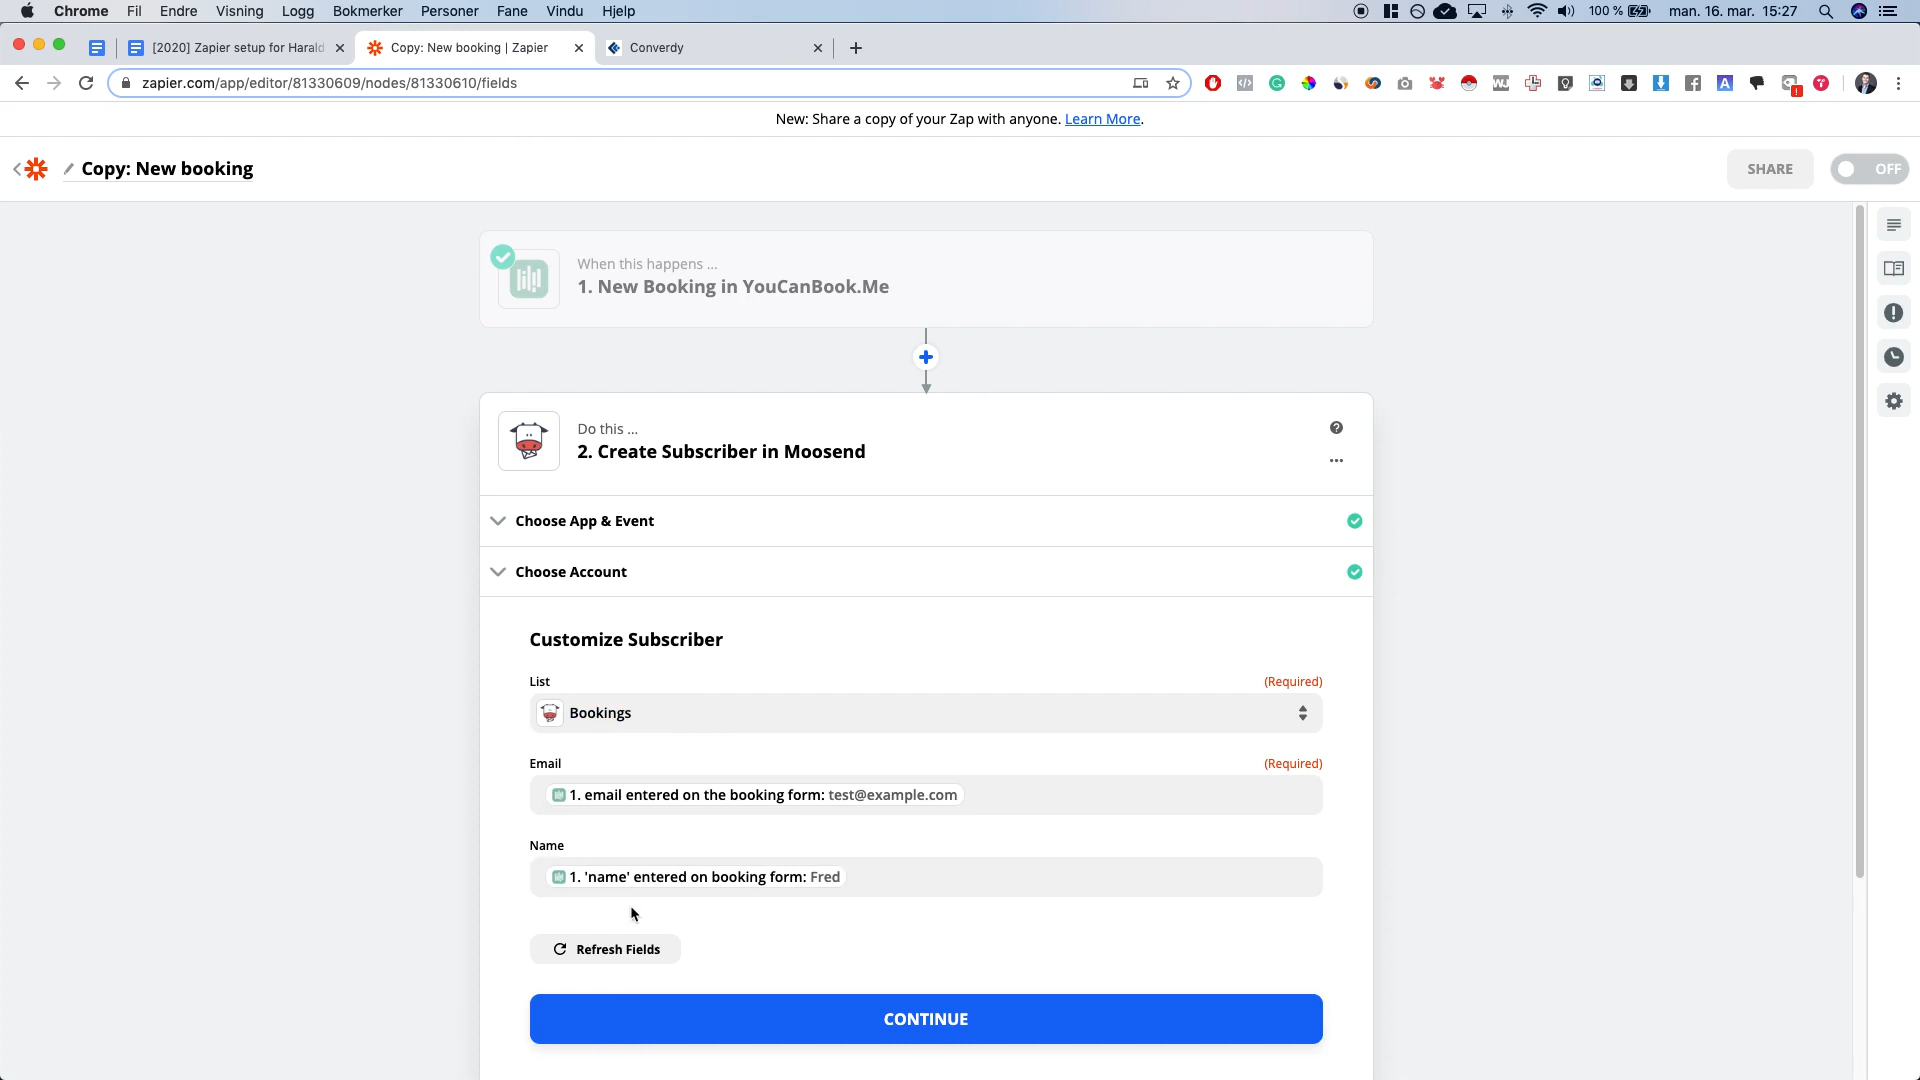 Chrome Fil Endre Visning Logg Bokmerker Personer Fane Vindu Hjelp 100 % man. 16. mar. 15:27
[2020] Zapier setup for Harald Copy: New booking | Zapier Converdy
zapier.com/app/editor/81330609/nodes/81330610/fields
New: Share a copy of your Zap with anyone. Learn More.
Copy: New booking SHARE OFF
When this happens ...
1. New Booking in YouCanBook.Me
Do this ...
2. Create Subscriber in Moosend
Choose App & Event
Choose Account
Customize Subscriber
List (Required)
Bookings
Email (Required)
1. email entered on the booking form: test@example.com
Name
1. 'name' entered on booking form: Fred
Refresh Fields
CONTINUE